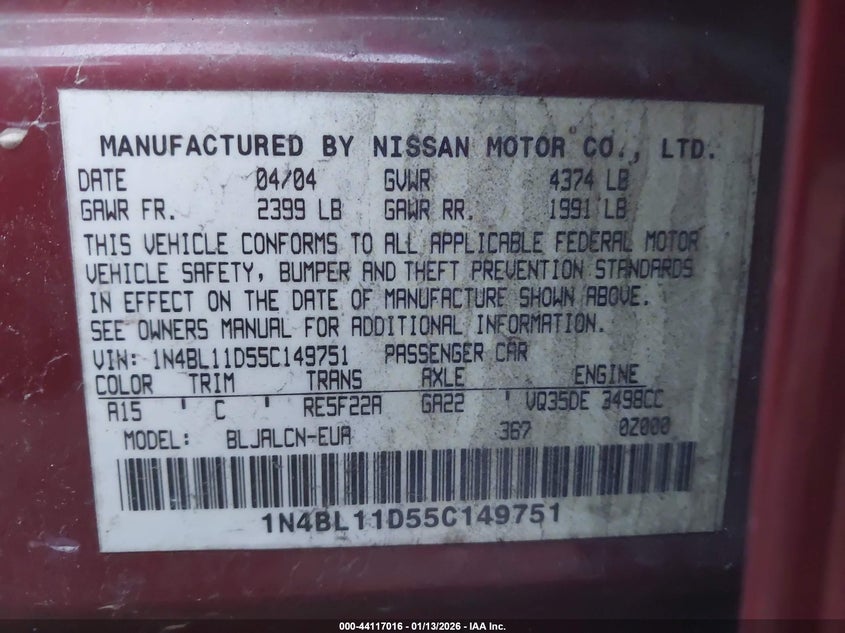 MANUFACTURED BY NISSAN MOTOR CO., LTD.
DATE 04/04 GVWR 4374 LB
GAWR FR. 2399 LB GAWR RR. 1991 LB
THIS VEHICLE CONFORMS TO ALL APPLICABLE FEDERAL MOTOR
VEHICLE SAFETY, BUMPER AND THEFT PREVENTION STANDARDS
IN EFFECT ON THE DATE OF MANUFACTURE SHOWN ABOVE.
SEE OWNERS MANUAL FOR ADDITIONAL INFORMATION.
VIN: 1N4BL11D55C149751 PASSENGER CAR
COLOR TRIM TRANS AXLE ENGINE
A15 ' C ' RE5F22A GA22 ' VQ35DE 3498CC
MODEL: BLJALCN-EUA 367 0Z000
1N4BL11D55C149751
000-44117016 - 01/13/2026 - IAA Inc.